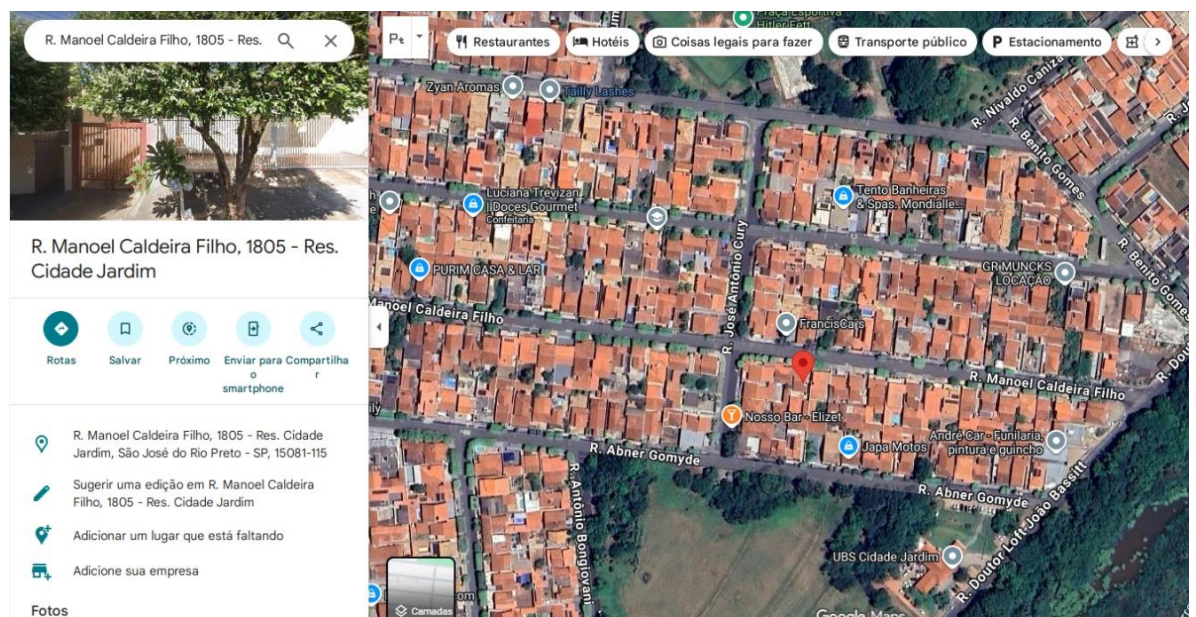 R. Manoel Caldeira Filho, 1805 - Res.
R. Manoel Caldeira Filho, 1805 - Res.
Cidade Jardim
Rotas
Salvar
Próximo
Enviar para
o
smartphone
Compartilha
r
R. Manoel Caldeira Filho, 1805 - Res. Cidade
Jardim, São José do Rio Preto - SP, 15081-115
Sugerir uma edição em R. Manoel Caldeira
Filho, 1805 - Res. Cidade Jardim
Adicionar um lugar que está faltando
Adicione sua empresa
Fotos
Restaurantes
Hotéis
Coisas legais para fazer
Transporte público
P Estacionamento
Praça Esportiva
Hitler Fett
Zyan Aromas
Tailly Lashes
R. Nivaldo Caniza
R. Benito Gomes
Luciana Trevizan
| Doces Gourmet
Confeitaria
Tento Banheiras
& Spas. Mondialle...
R. José Antônio Cury
R. Benito Gomes
PURIM CASA & LAR
GR MUNCKS
LOCAÇÃO
Manoel Caldeira Filho
FrancisCa's
R. Manoel Caldeira Filho
Nosso Bar - Elizet
R. Abner Gomyde
Japa Motos
André Car - Funilaria,
pintura e guincho
R. Antônio Bongiovani
R. Abner Gomyde
R. Doutor Loft-João Bassitt
UBS Cidade Jardim
Camadas
Google Maps